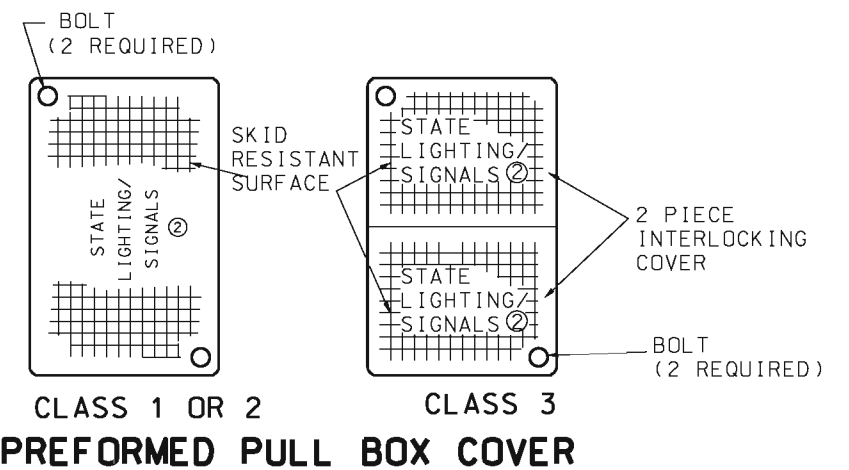 BOLT
(2 REQUIRED)
STATE
LIGHTING/
SIGNALS ②
SKID
RESISTANT
SURFACE
STATE
LIGHTING/
SIGNALS ②
STATE
LIGHTING/
SIGNALS ②
2 PIECE
INTERLOCKING
COVER
BOLT
(2 REQUIRED)
CLASS 1 OR 2
CLASS 3
PREFORMED PULL BOX COVER